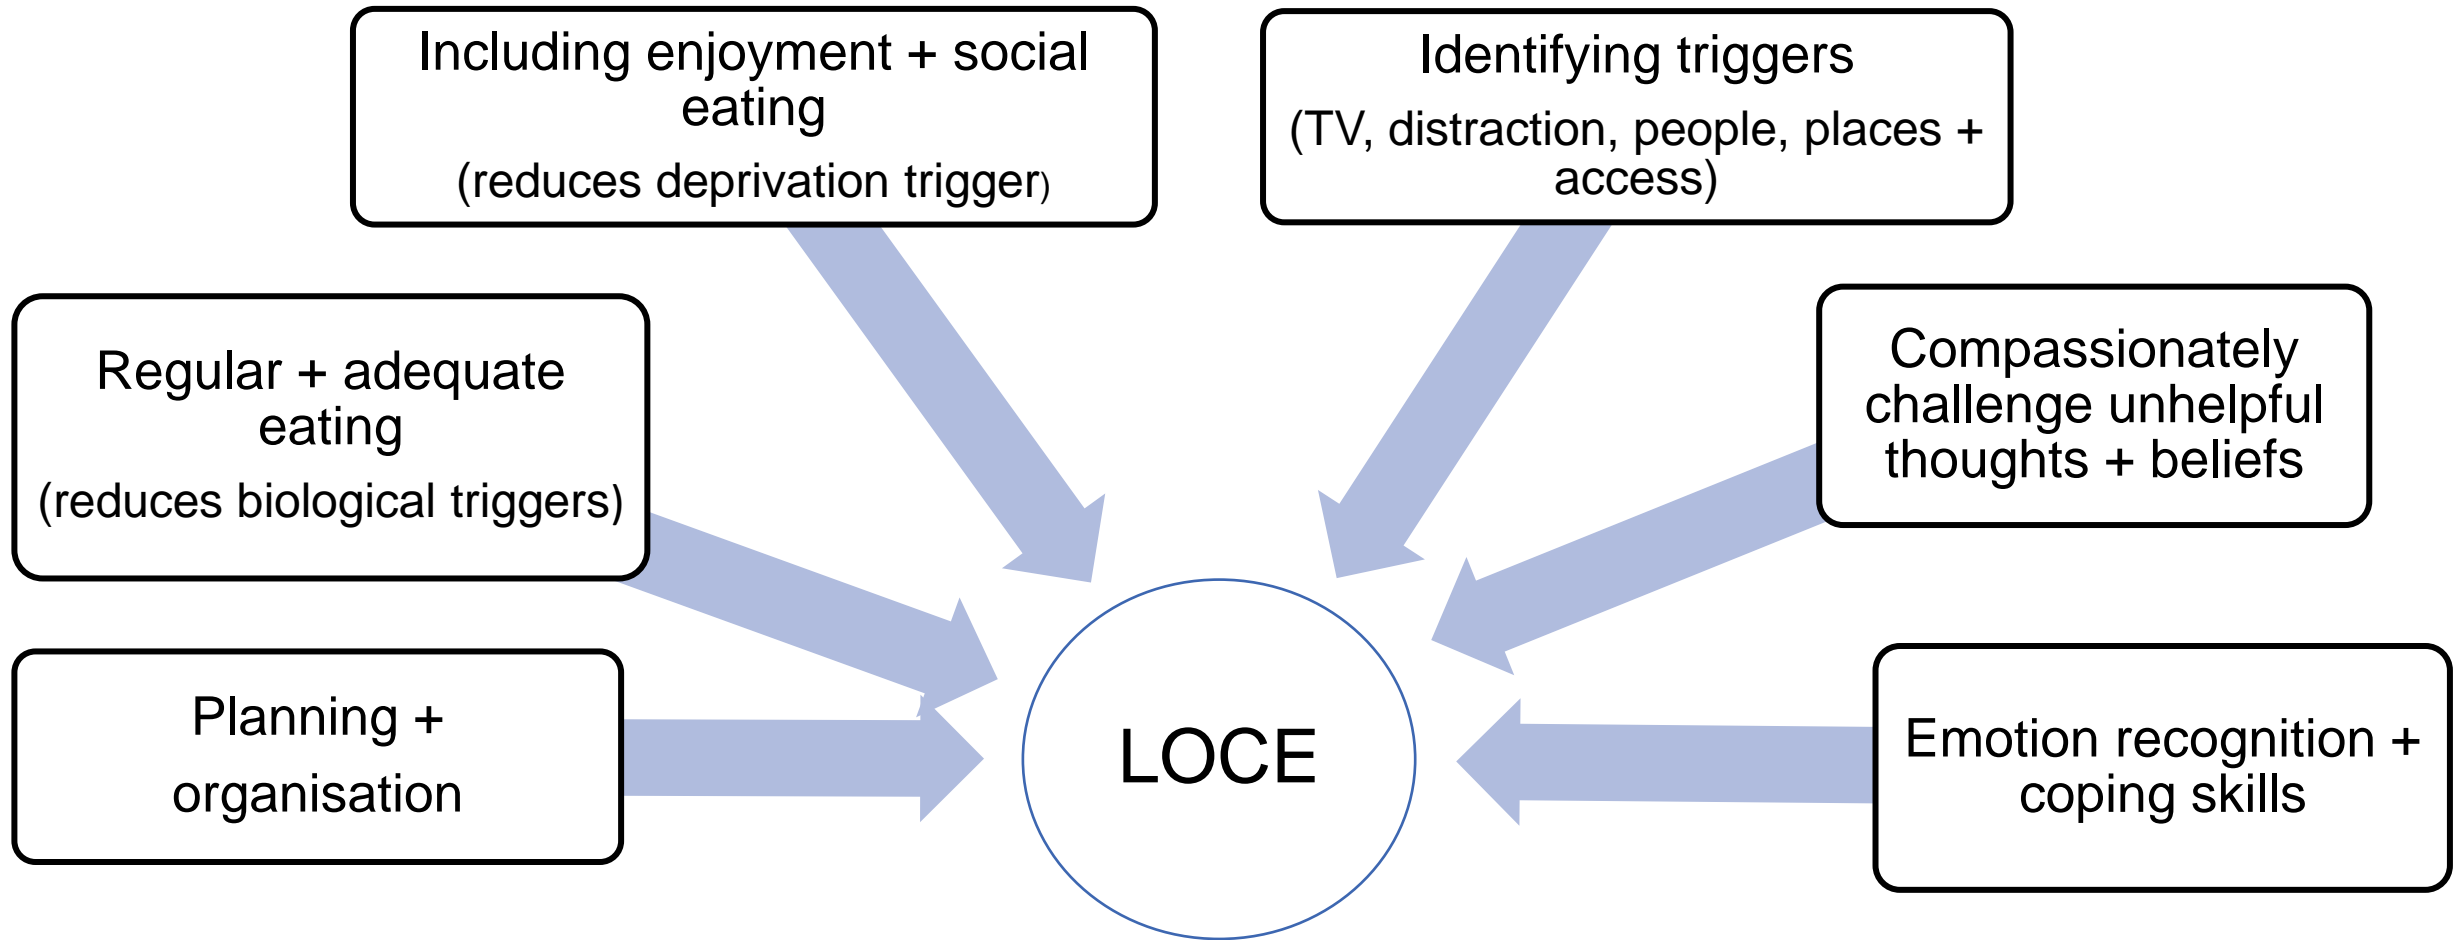 Including enjoyment + social
eating
(reduces deprivation trigger)
Identifying triggers
(TV, distraction, people, places +
access)
Regular + adequate
eating
(reduces biological triggers)
Compassionately
challenge unhelpful
thoughts + beliefs
Planning +
organisation
LOCE
Emotion recognition +
coping skills